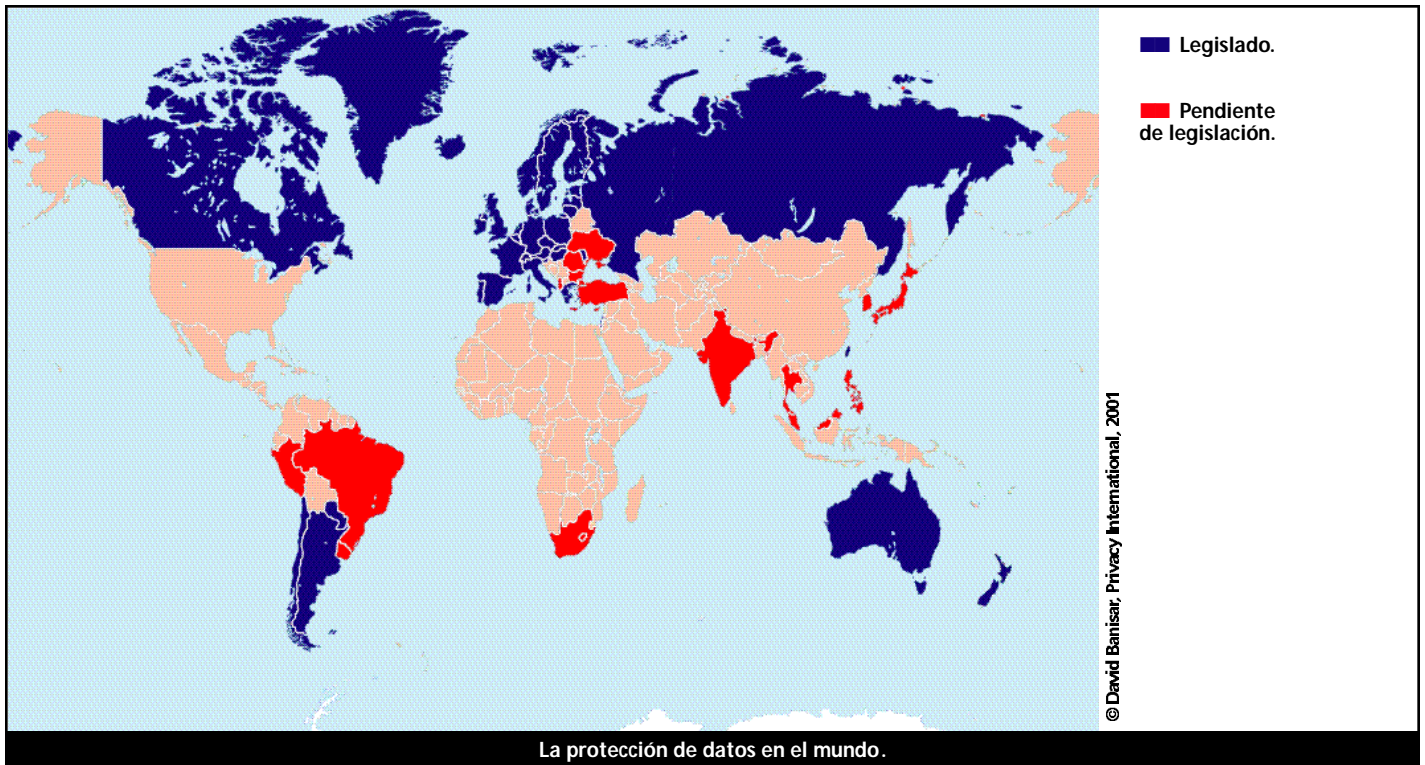 Legislado.
Pendiente
de legislación.
© David Banisar, Privacy International, 2001
La protección de datos en el mundo.